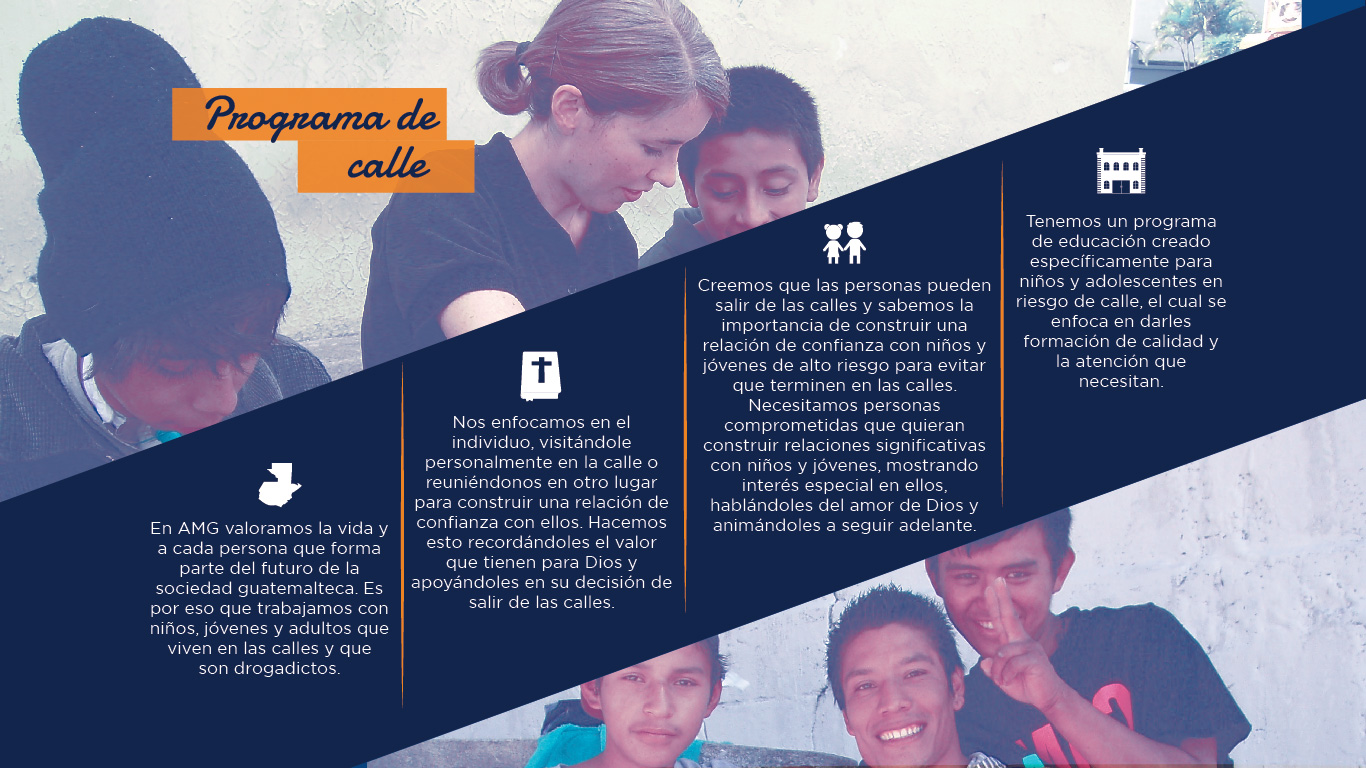 Programa de
calle
En AMG valoramos la vida y
a cada persona que forma
parte del futuro de la
sociedad guatemalteca. Es
por eso que trabajamos con
niños, jóvenes y adultos que
viven en las calles y que
son drogadictos.
Nos enfocamos en el
individuo, visitándole
personalmente en la calle o
reuniéndonos en otro lugar
para construir una relación de
confianza con ellos. Hacemos
esto recordándoles el valor
que tienen para Dios y
apoyándoles en su decisión de
salir de las calles.
Creemos que las personas pueden
salir de las calles y sabemos la
importancia de construir una
relación de confianza con niños y
jóvenes de alto riesgo para evitar
que terminen en las calles.
Necesitamos personas
comprometidas que quieran
construir relaciones significativas
con niños y jóvenes, mostrando
interés especial en ellos,
hablándoles del amor de Dios y
animándoles a seguir adelante.
Tenemos un programa
de educación creado
específicamente para
niños y adolescentes en
riesgo de calle, el cual se
enfoca en darles
formación de calidad y
la atención que
necesitan.